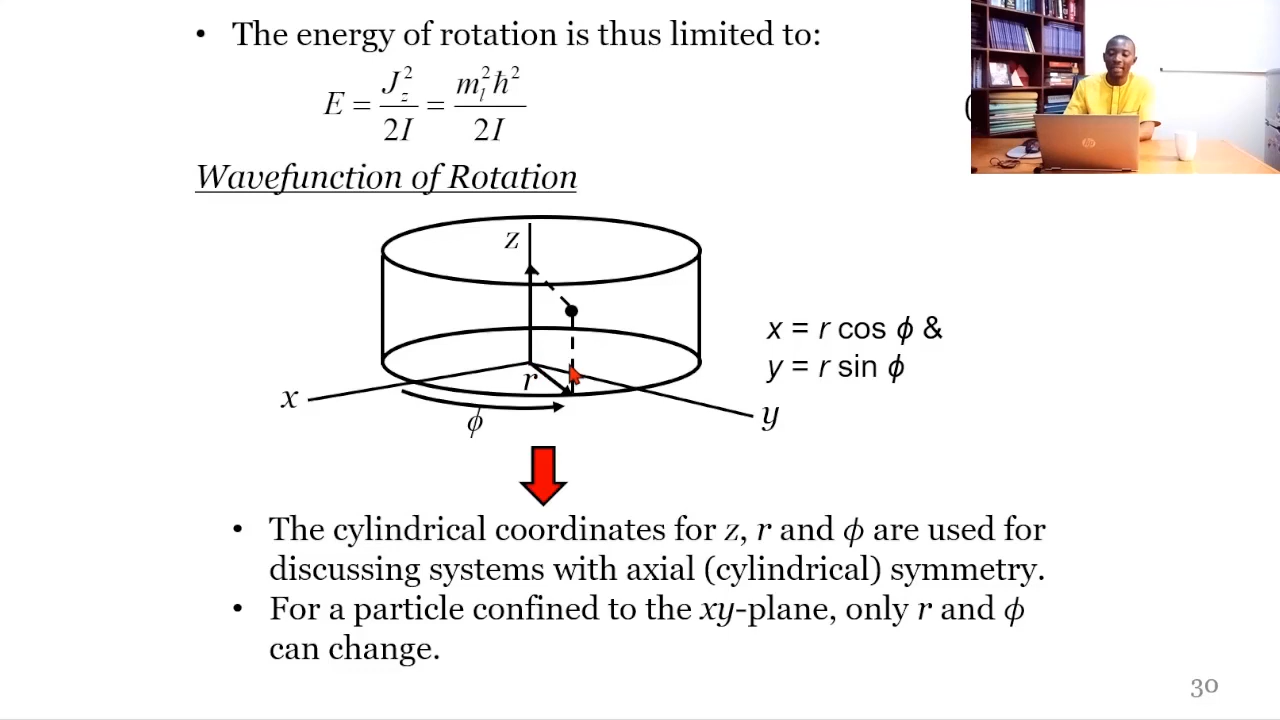 • The energy of rotation is thus limited to:
E = J_z^2 / 2I = m_l^2 ħ^2 / 2I
Wavefunction of Rotation
z
x = r cos ϕ &
y = r sin ϕ
r
x
y
ϕ
• The cylindrical coordinates for z, r and ϕ are used for
discussing systems with axial (cylindrical) symmetry.
• For a particle confined to the xy-plane, only r and ϕ
can change.
30
hp